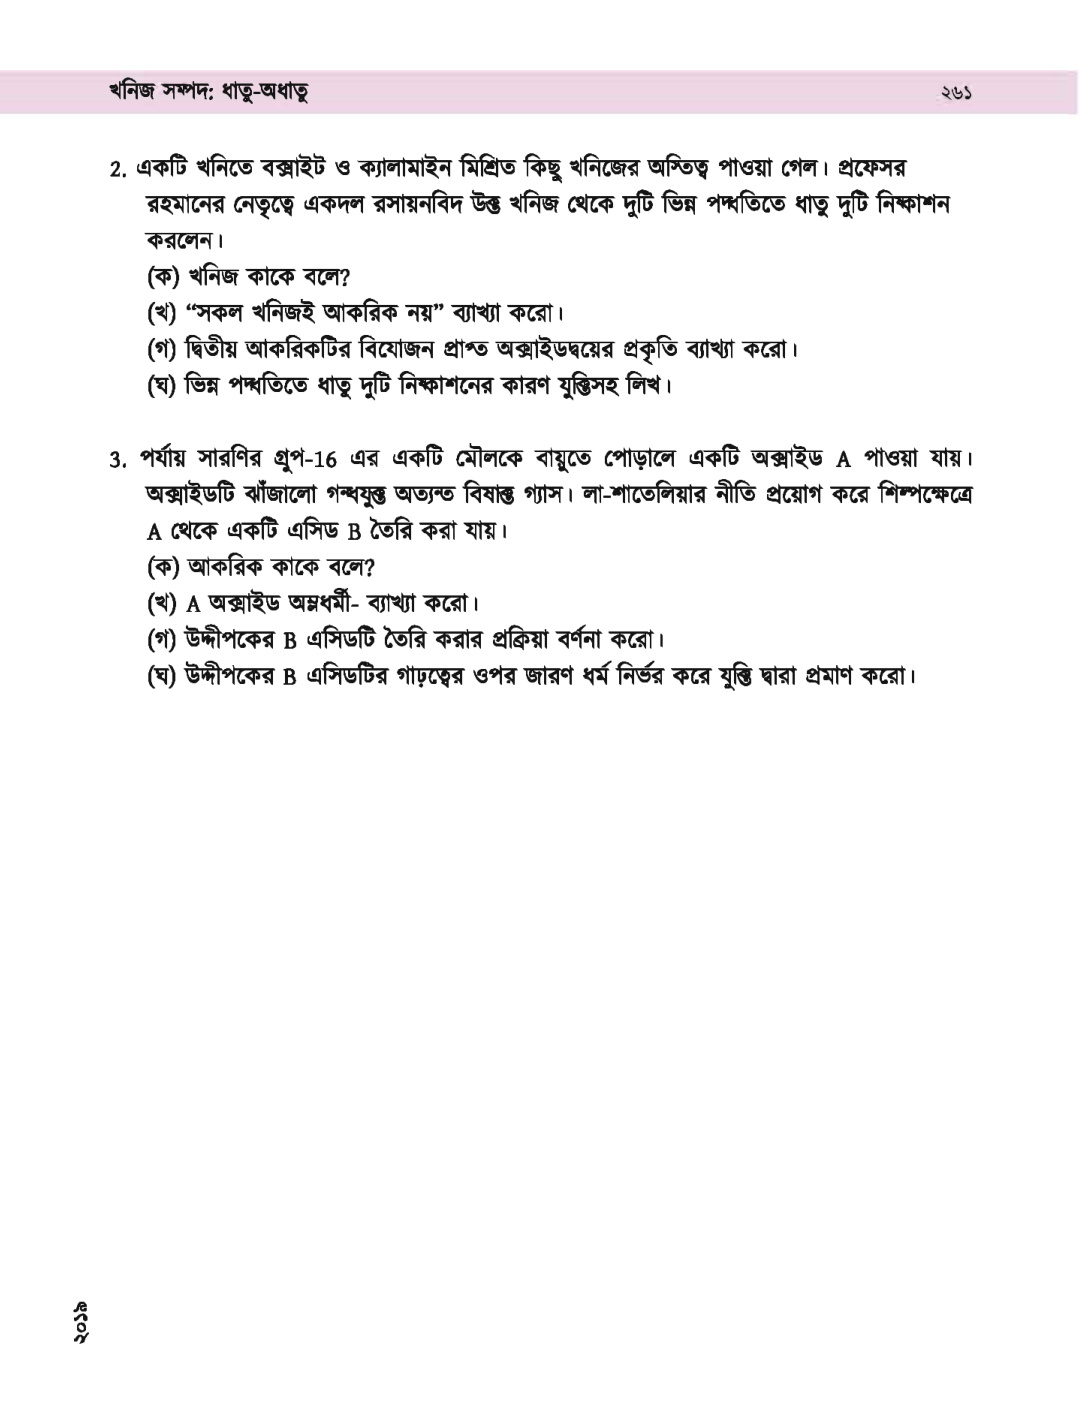 খনিজ সম্পদ: ধাতু-অধাতু ২৬১
2. একটি খনিতে বক্সাইট ও ক্যালামাইন মিশ্রিত কিছু খনিজের অস্তিত্ব পাওয়া গেল। প্রফেসর
রহমানের নেতৃত্বে একদল রসায়নবিদ উক্ত খনিজ থেকে দুটি ভিন্ন পদ্ধতিতে ধাতু দুটি নিষ্কাশন
করলেন।
(ক) খনিজ কাকে বলে?
(খ) “সকল খনিজই আকরিক নয়” ব্যাখ্যা করো।
(গ) দ্বিতীয় আকরিকটির বিযোজন প্রাপ্ত অক্সাইডদ্বয়ের প্রকৃতি ব্যাখ্যা করো।
(ঘ) ভিন্ন পদ্ধতিতে ধাতু দুটি নিষ্কাশনের কারণ যুক্তিসহ লিখ।
3. পর্যায় সারণির গ্রুপ-16 এর একটি মৌলকে বায়ুতে পোড়ালে একটি অক্সাইড A পাওয়া যায়।
অক্সাইডটি ঝাঁজালো গন্ধযুক্ত অত্যন্ত বিষাক্ত গ্যাস। লা-শাতেলিয়ার নীতি প্রয়োগ করে শিল্পক্ষেত্রে
A থেকে একটি এসিড B তৈরি করা যায়।
(ক) আকরিক কাকে বলে?
(খ) A অক্সাইড অম্লধর্মী- ব্যাখ্যা করো।
(গ) উদ্দীপকের B এসিডটি তৈরি করার প্রক্রিয়া বর্ণনা করো।
(ঘ) উদ্দীপকের B এসিডটির গাঢ়ত্বের ওপর জারণ ধর্ম নির্ভর করে যুক্তি দ্বারা প্রমাণ করো।
২০১৯